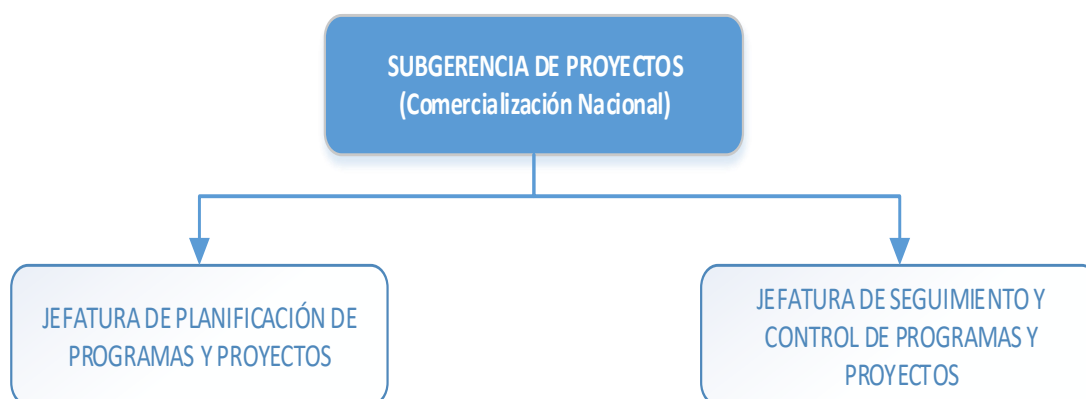 SUBGERENCIA DE PROYECTOS
(Comercialización Nacional)
JEFATURA DE PLANIFICACIÓN DE
PROGRAMAS Y PROYECTOS
JEFATURA DE SEGUIMIENTO Y
CONTROL DE PROGRAMAS Y
PROYECTOS